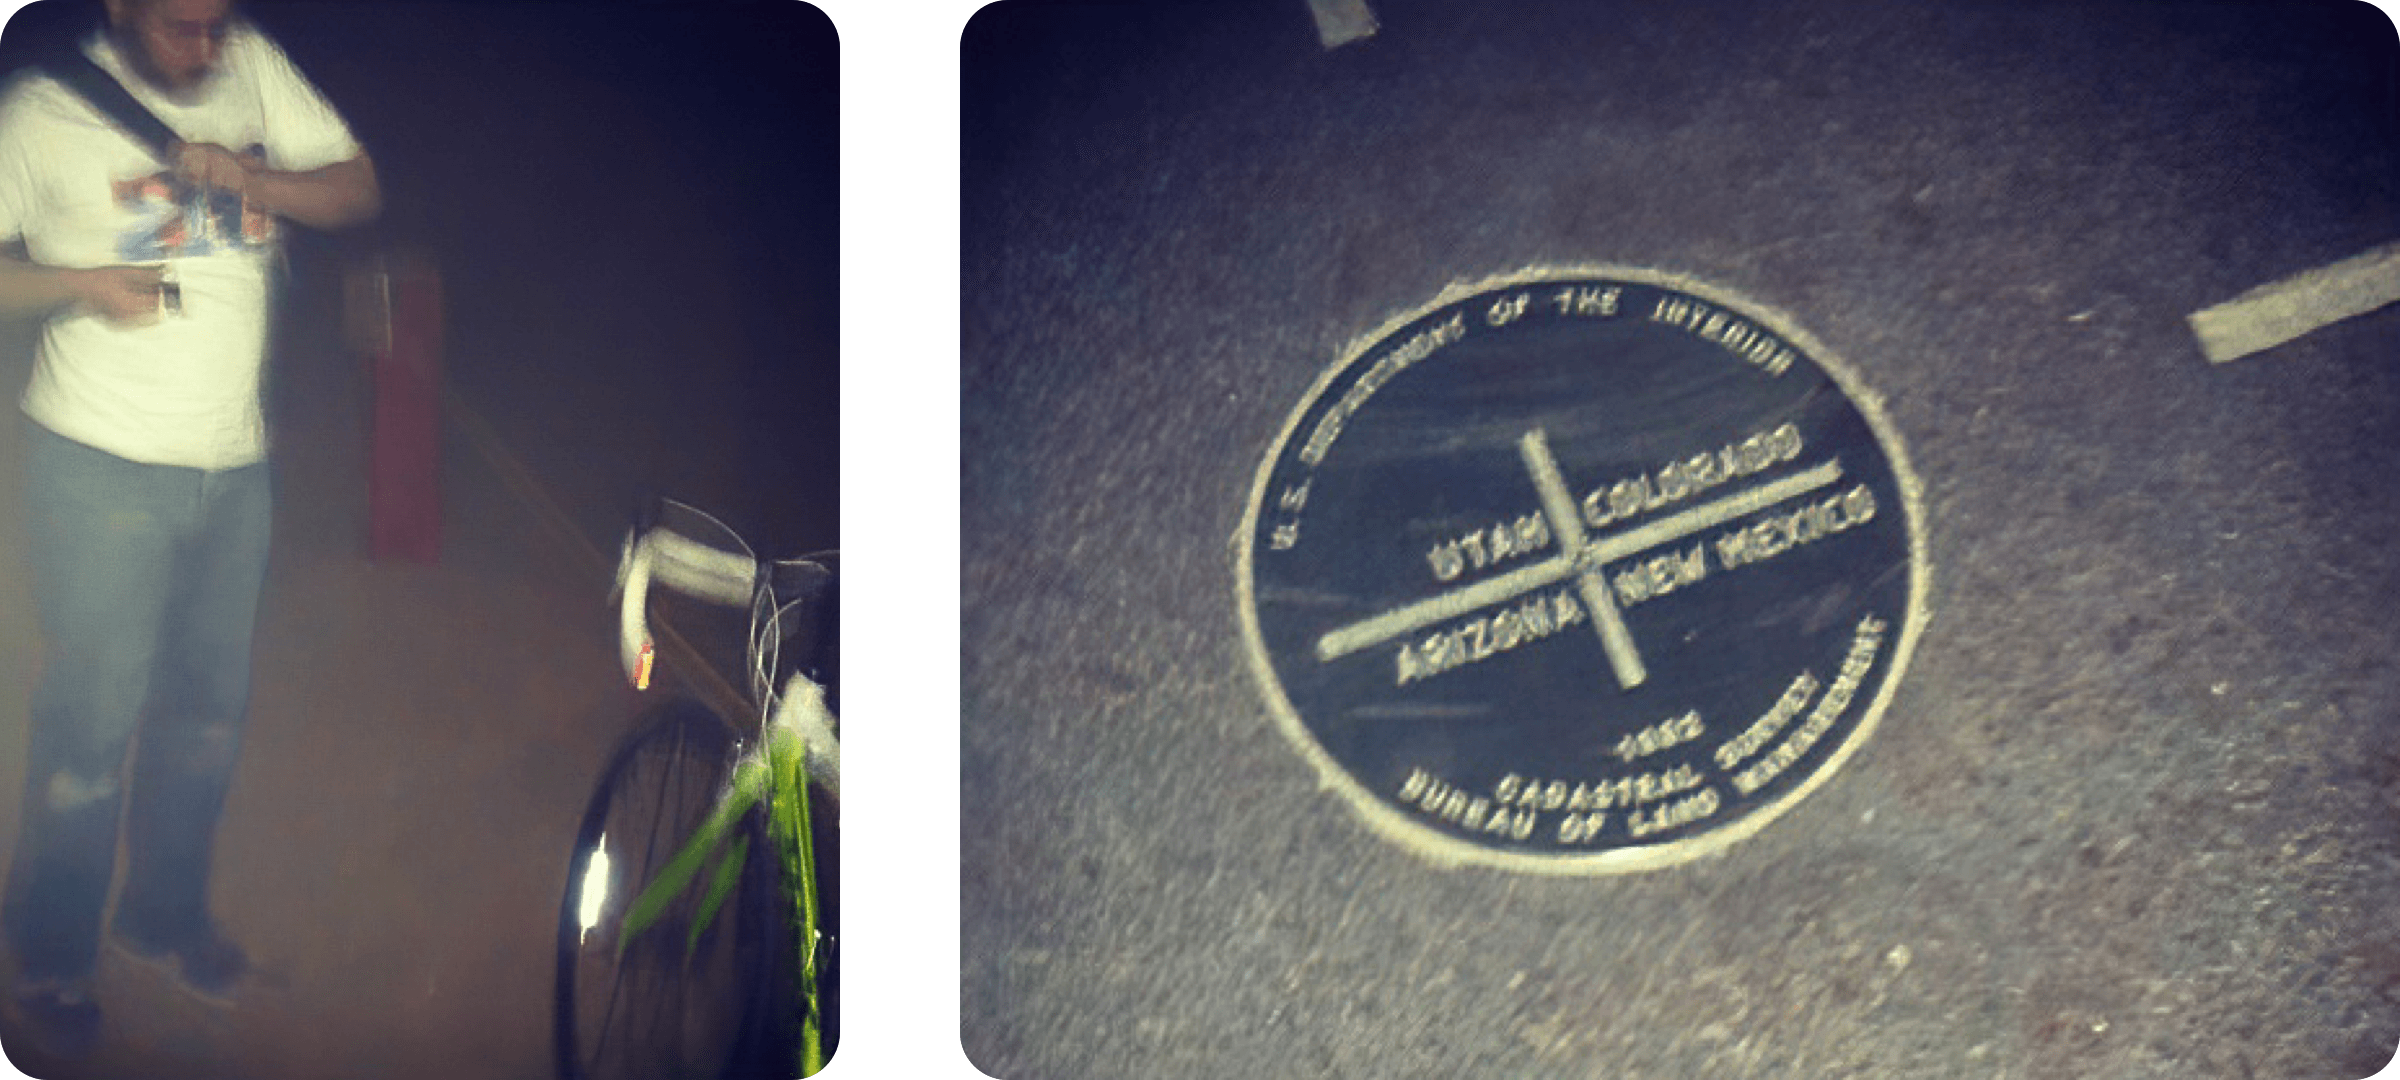 U.S. DEPARTMENT OF THE INTERIOR
UTAH COLORADO
ARIZONA NEW MEXICO
CADASTRAL SURVEY
BUREAU OF LAND MANAGEMENT